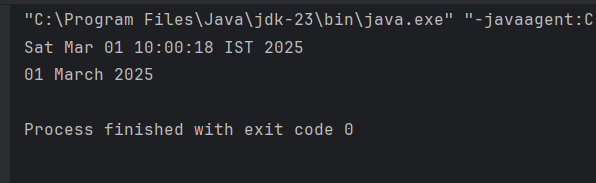 "C:\Program Files\Java\jdk-23\bin\java.exe" "-javaagent:C
Sat Mar 01 10:00:18 IST 2025
01 March 2025
Process finished with exit code 0